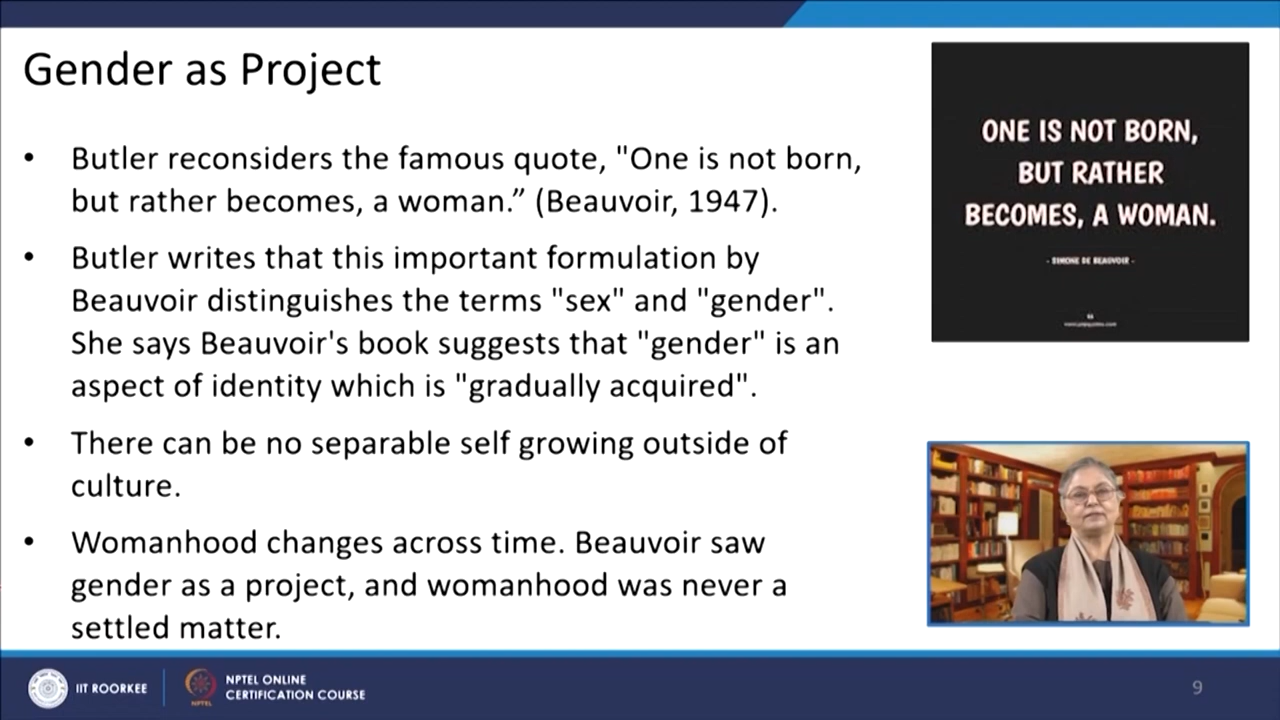 Gender as Project
• Butler reconsiders the famous quote, "One is not born,
but rather becomes, a woman.” (Beauvoir, 1947).
• Butler writes that this important formulation by
Beauvoir distinguishes the terms "sex" and "gender".
She says Beauvoir's book suggests that "gender" is an
aspect of identity which is "gradually acquired".
• There can be no separable self growing outside of
culture.
• Womanhood changes across time. Beauvoir saw
gender as a project, and womanhood was never a
settled matter.
ONE IS NOT BORN,
BUT RATHER
BECOMES, A WOMAN.
- SIMONE DE BEAUVOIR -
IIT ROORKEE
NPTEL
NPTEL ONLINE
CERTIFICATION COURSE
9